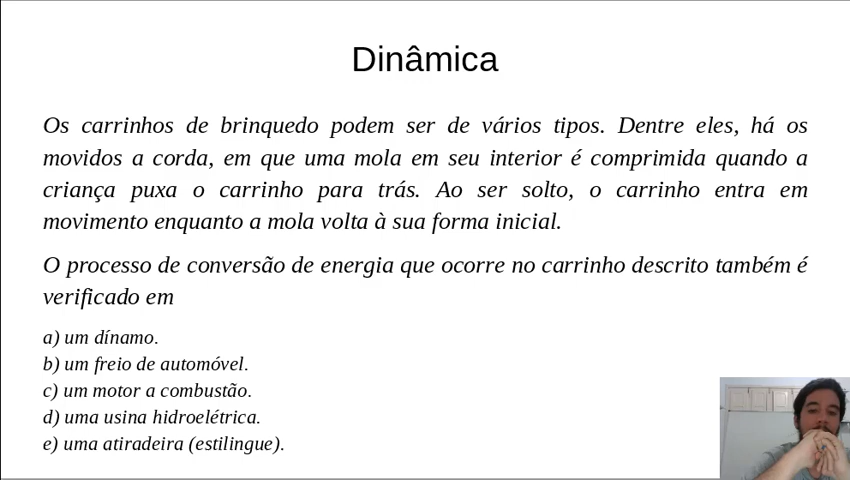 Dinâmica
Os carrinhos de brinquedo podem ser de vários tipos. Dentre eles, há os
movidos a corda, em que uma mola em seu interior é comprimida quando a
criança puxa o carrinho para trás. Ao ser solto, o carrinho entra em
movimento enquanto a mola volta à sua forma inicial.
O processo de conversão de energia que ocorre no carrinho descrito também é
verificado em
a) um dínamo.
b) um freio de automóvel.
c) um motor a combustão.
d) uma usina hidroelétrica.
e) uma atiradeira (estilingue).